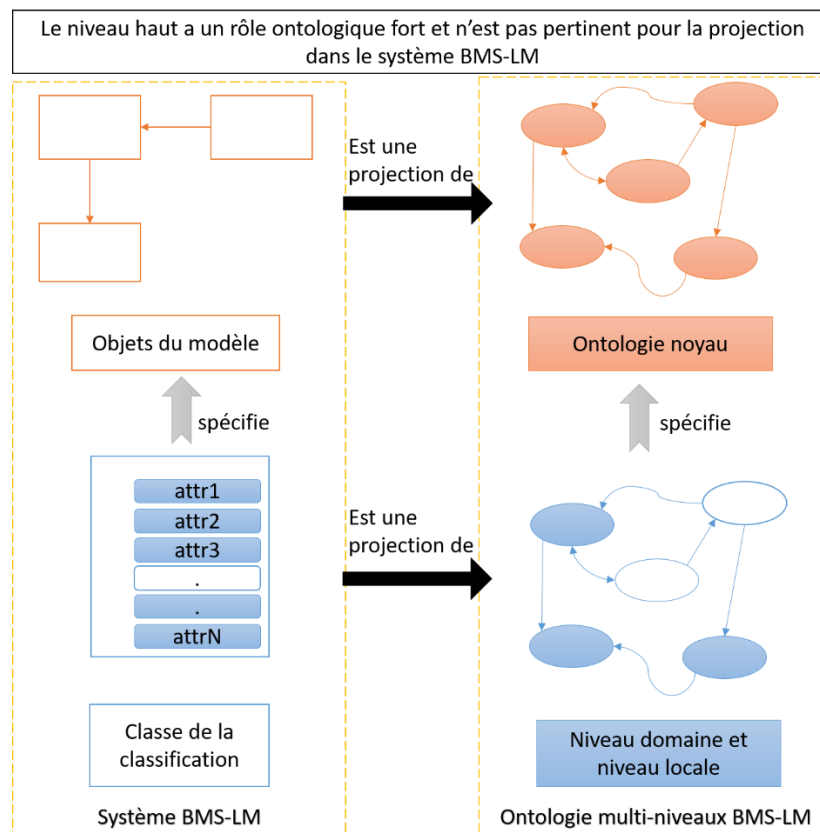 Le niveau haut a un rôle ontologique fort et n'est pas pertinent pour la projection
dans le système BMS-LM
Est une
projection de
Objets du modèle
Ontologie noyau
spécifie
spécifie
attr1
attr2
attr3
.
.
attrN
Est une
projection de
Classe de la
classification
Niveau domaine et
niveau locale
Système BMS-LM
Ontologie multi-niveaux BMS-LM